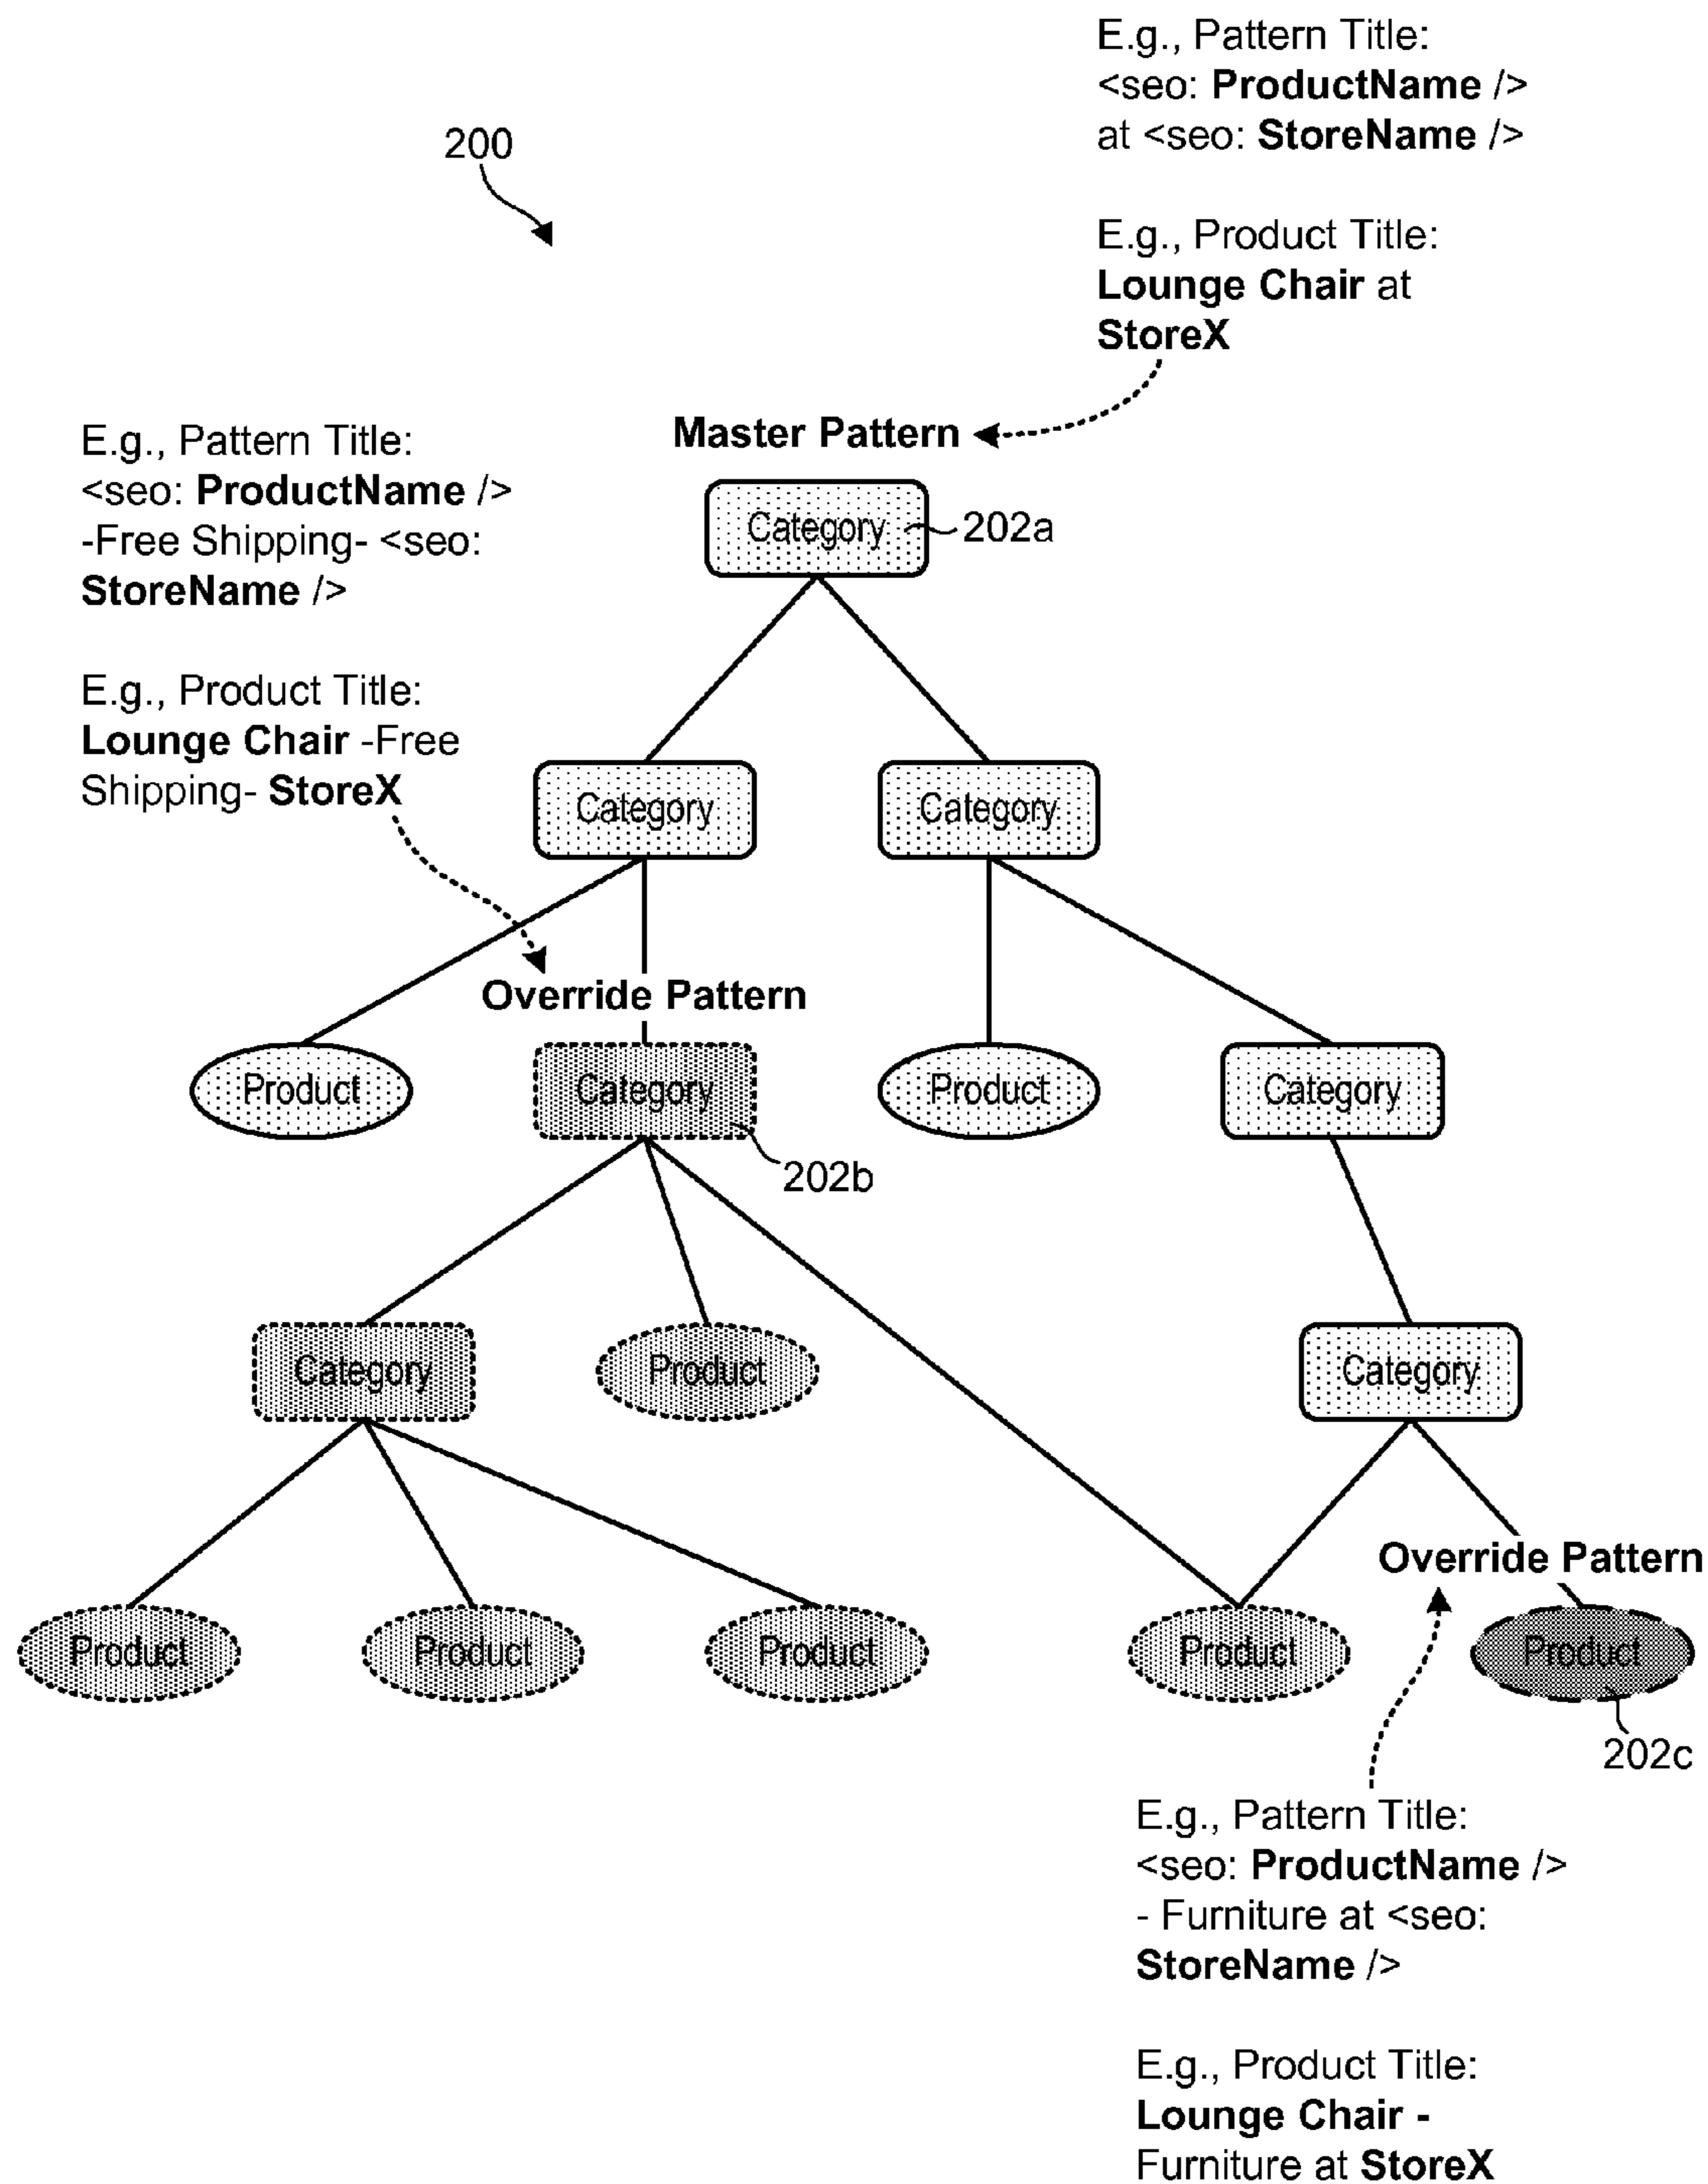 E.g., Pattern Title:
<seo: ProductName />
at <seo: StoreName />
200
E.g., Product Title:
Lounge Chair at
StoreX
Master Pattern
E.g., Pattern Title:
<seo: ProductName />
-Free Shipping- <seo:
StoreName />
Category
202a
E.g., Product Title:
Lounge Chair -Free
Shipping- StoreX
Category
Category
Override Pattern
Product
Category
Product
Category
202b
Category
Product
Category
Override Pattern
Product
Product
Product
Product
Product
202c
E.g., Pattern Title:
<seo: ProductName />
- Furniture at <seo:
StoreName />
E.g., Product Title:
Lounge Chair -
Furniture at StoreX